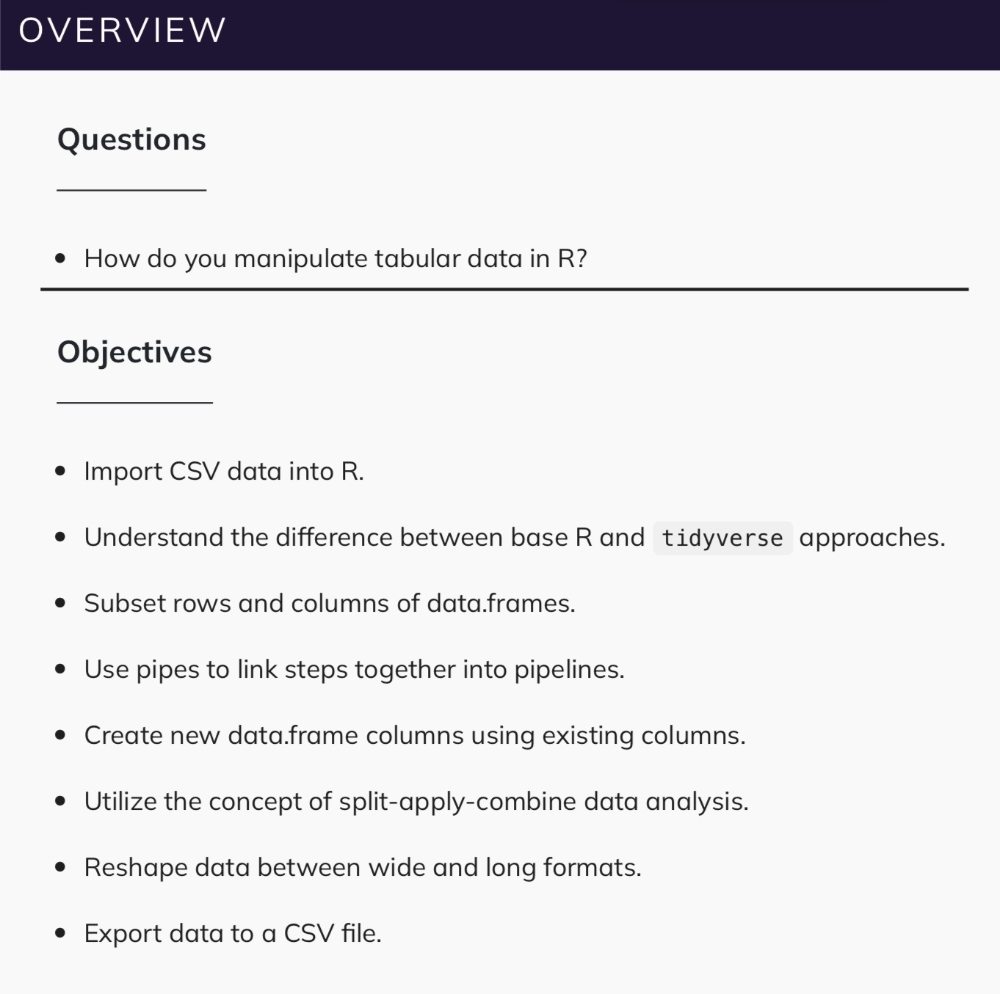 OVERVIEW
Questions
How do you manipulate tabular data in R?
Objectives
Import CSV data into R.
Understand the difference between base R and tidyverse approaches.
Subset rows and columns of data.frames.
Use pipes to link steps together into pipelines.
Create new data.frame columns using existing columns.
Utilize the concept of split-apply-combine data analysis.
Reshape data between wide and long formats.
Export data to a CSV file.